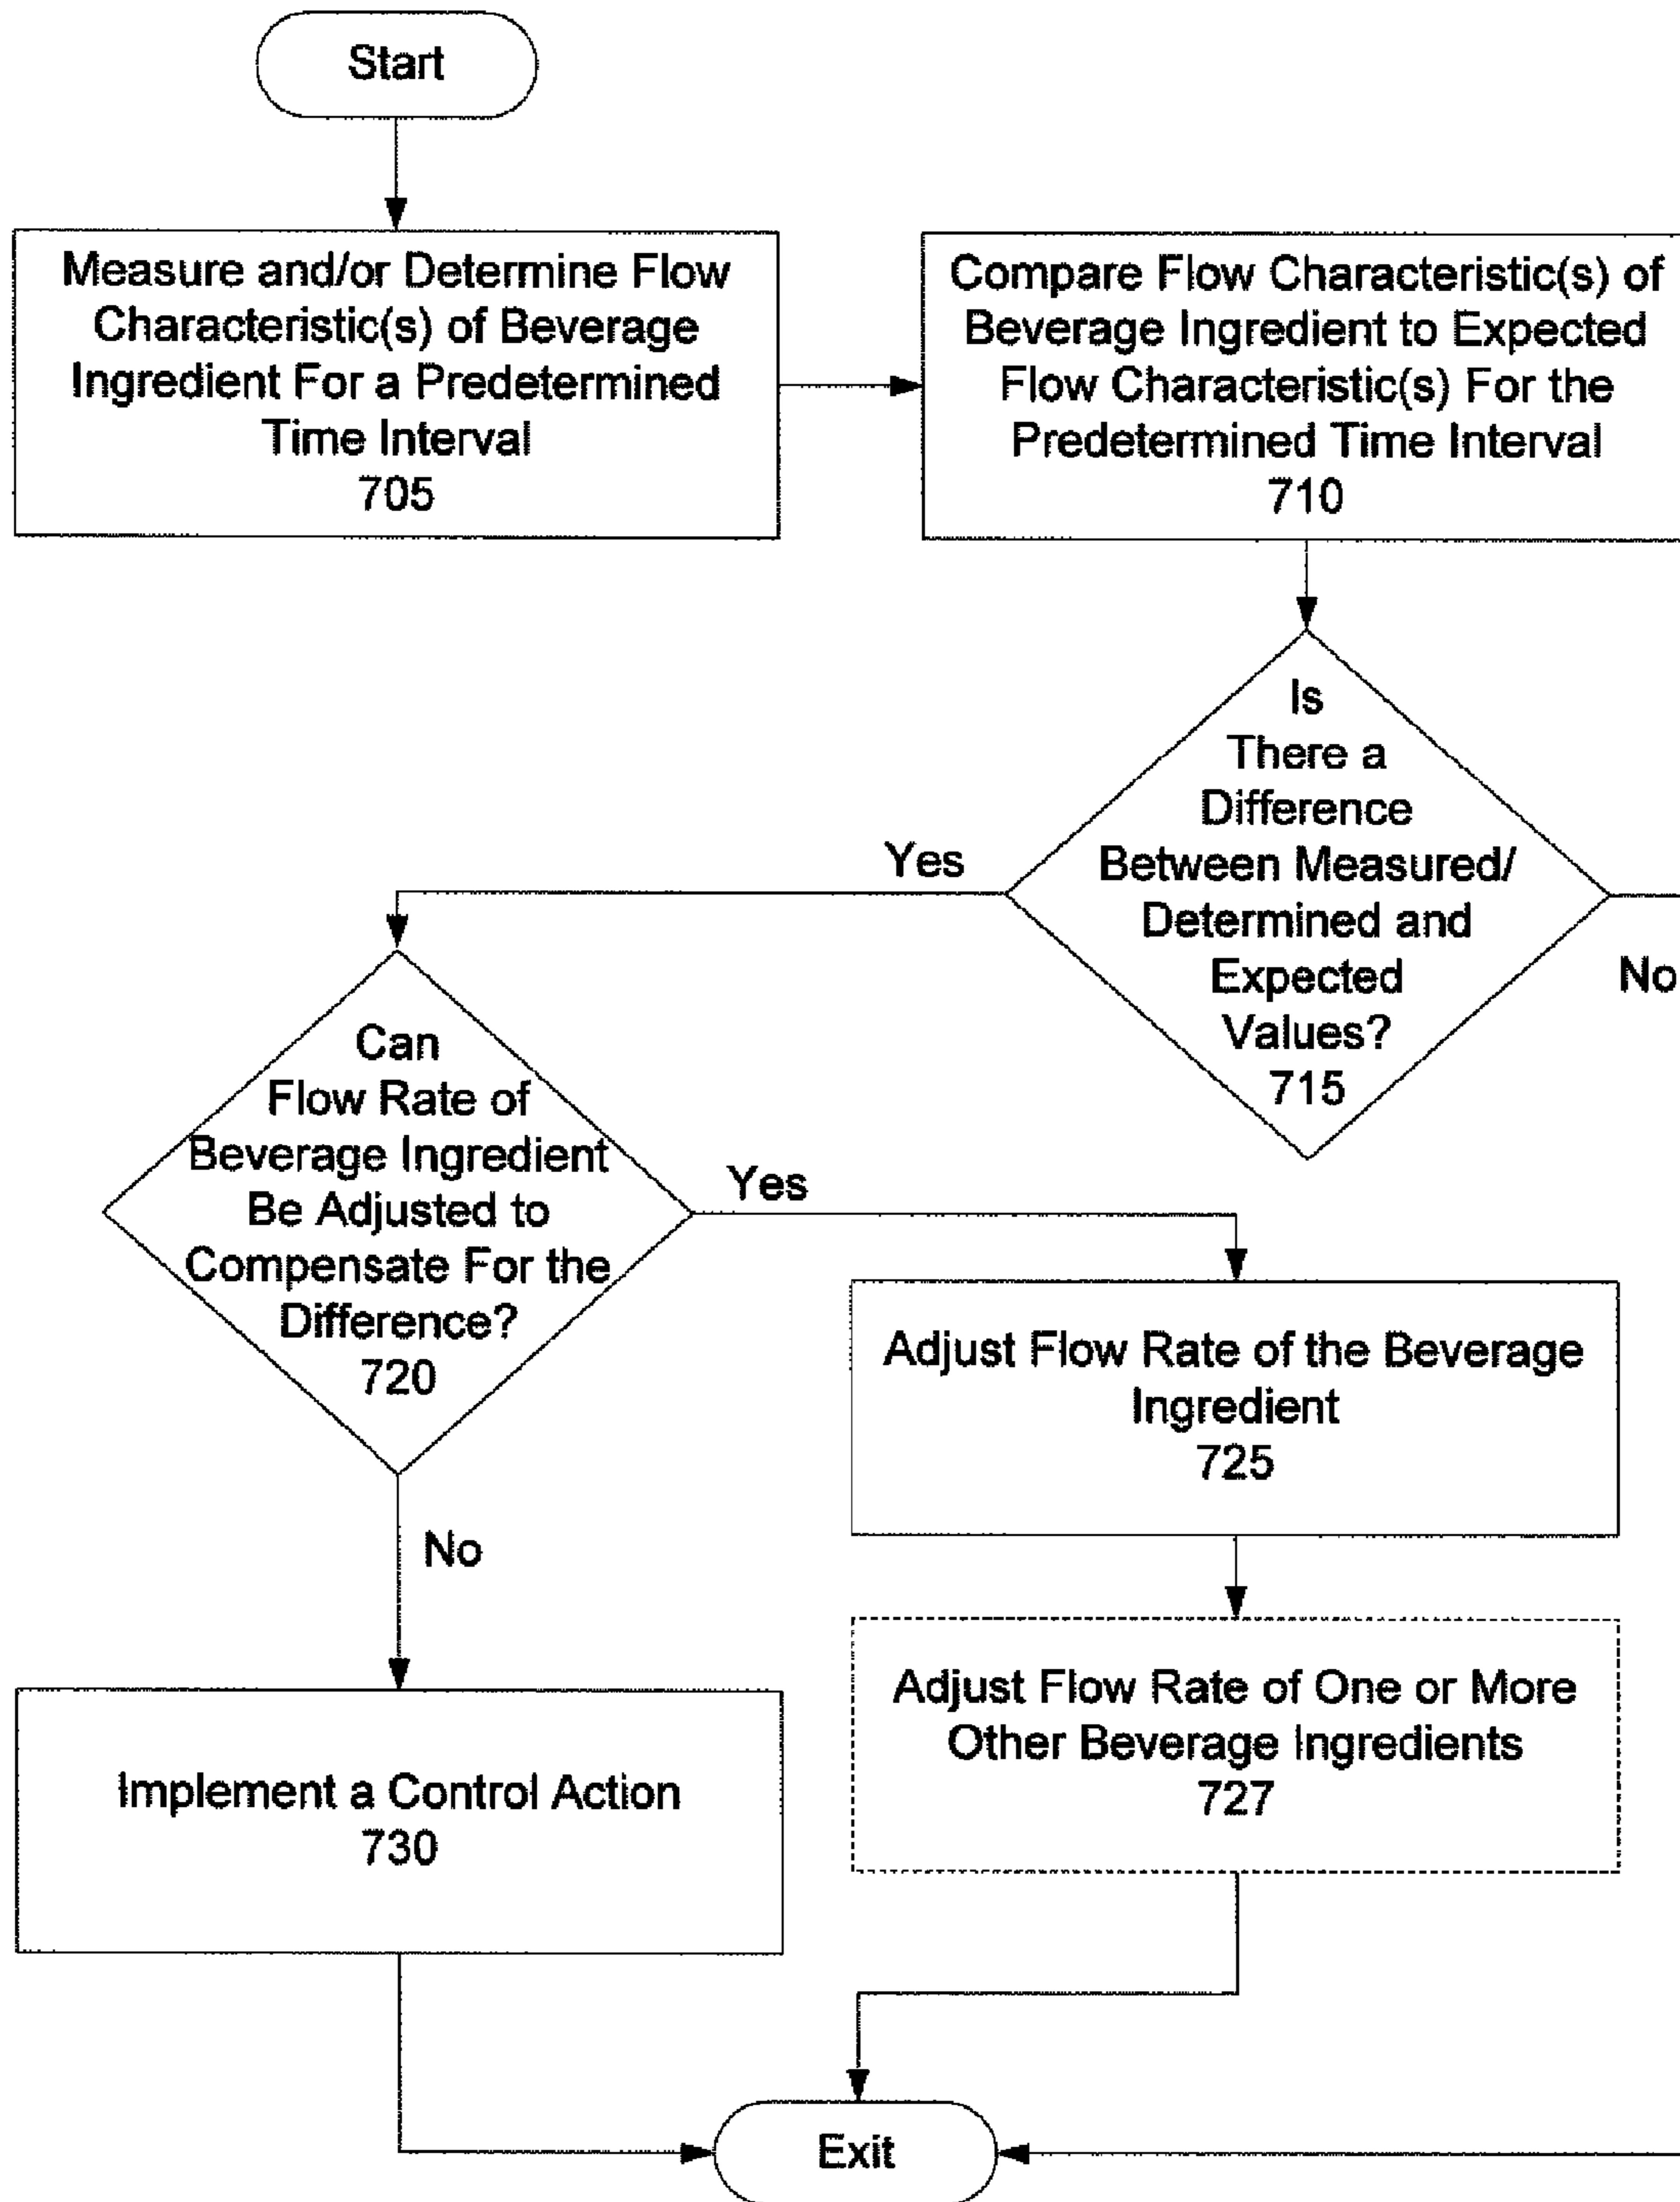 Start
Measure and/or Determine Flow
Characteristic(s) of Beverage
Ingredient For a Predetermined
Time Interval
705
Compare Flow Characteristic(s) of
Beverage Ingredient to Expected
Flow Characteristic(s) For the
Predetermined Time Interval
710
Is
There a
Difference
Between Measured/
Determined and
Expected
Values?
715
Yes
No
Can
Flow Rate of
Beverage Ingredient
Be Adjusted to
Compensate For the
Difference?
720
Yes
No
Adjust Flow Rate of the Beverage
Ingredient
725
Adjust Flow Rate of One or More
Other Beverage Ingredients
727
Implement a Control Action
730
Exit